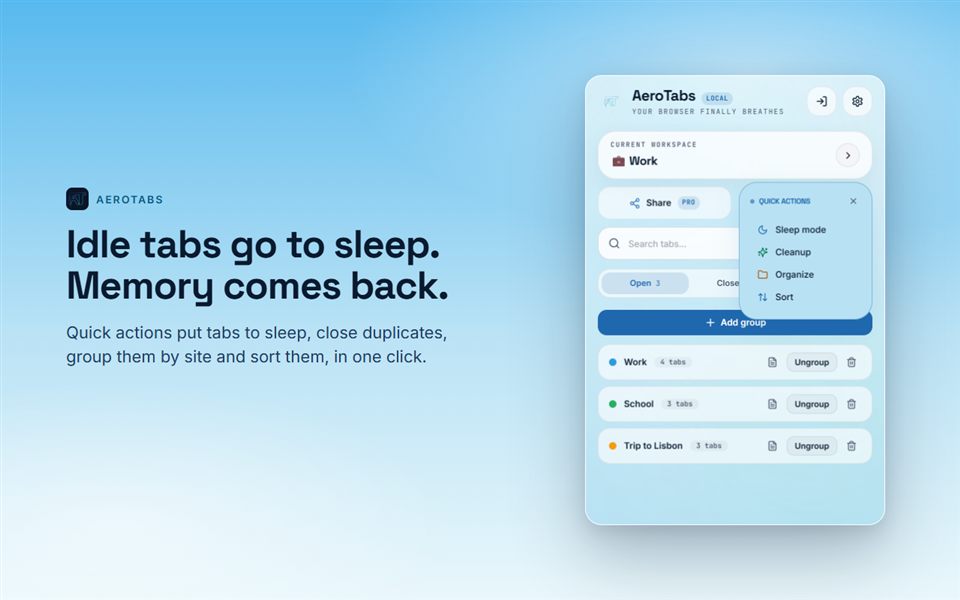 AEROTABS
Idle tabs go to sleep.
Memory comes back.
Quick actions put tabs to sleep, close duplicates,
group them by site and sort them, in one click.
AeroTabs LOCAL
YOUR BROWSER FINALLY BREATHES
CURRENT WORKSPACE
Work
Share PRO
QUICK ACTIONS
Sleep mode
Cleanup
Organize
Sort
Search tabs...
Open 3 Close
Add group
Work 4 tabs Ungroup
School 3 tabs Ungroup
Trip to Lisbon 3 tabs Ungroup